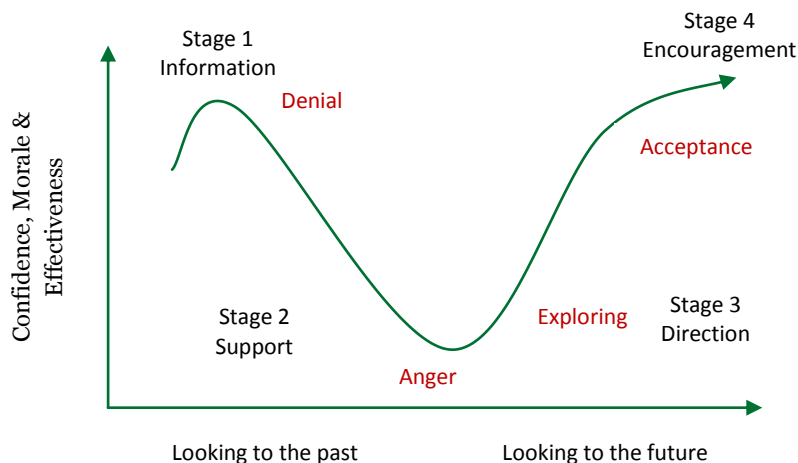 Stage 1
Information
Stage 4
Encouragement
Denial
Acceptance
Confidence, Morale &
Effectiveness
Stage 2
Support
Exploring
Stage 3
Direction
Anger
Looking to the past
Looking to the future